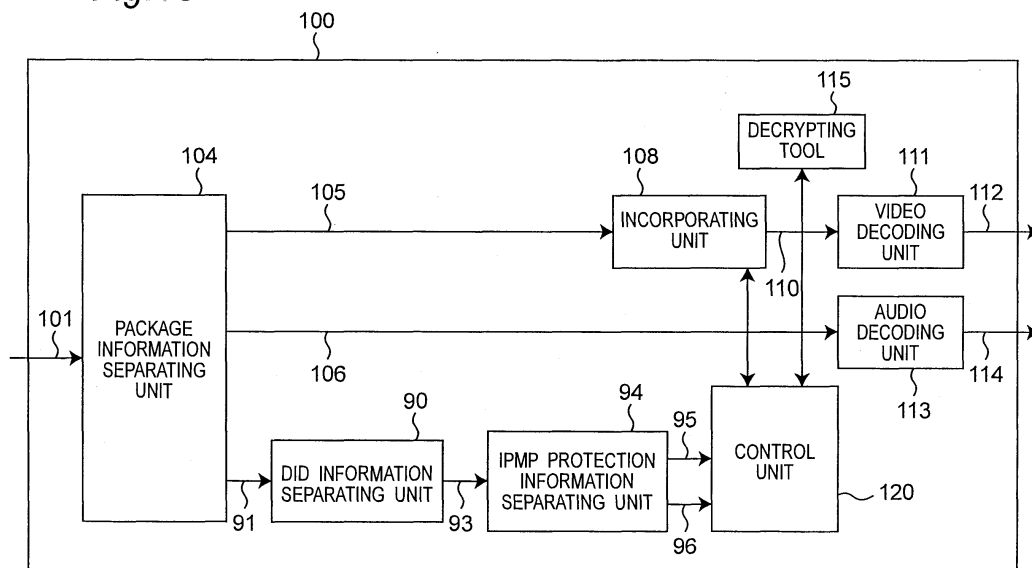 100
115
DECRYPTING
TOOL
104
105
108
INCORPORATING
UNIT
110
111
VIDEO
DECODING
UNIT
112
101
PACKAGE
INFORMATION
SEPARATING
UNIT
106
AUDIO
DECODING
UNIT
113
114
90
DID INFORMATION
SEPARATING UNIT
91
93
94
IPMP PROTECTION
INFORMATION
SEPARATING UNIT
95
96
CONTROL
UNIT
120